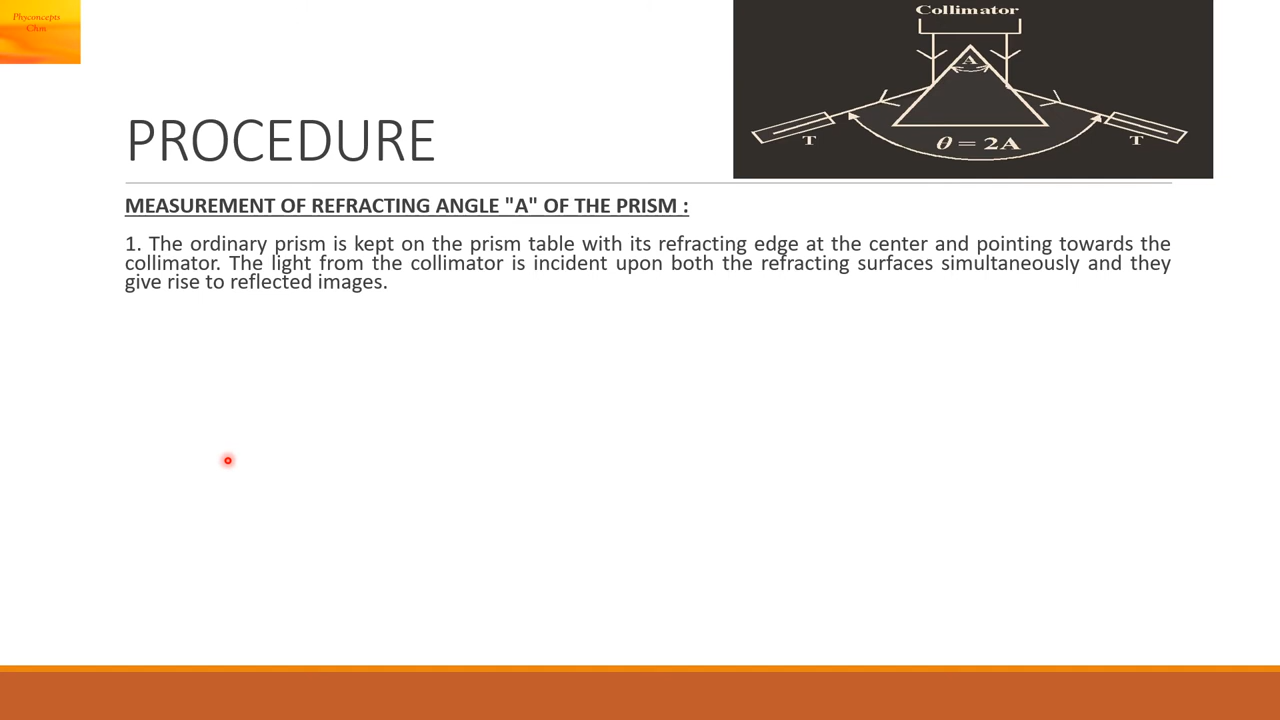 Phyconcepts
Chm
Collimator
A
T
θ = 2A
T
PROCEDURE
MEASUREMENT OF REFRACTING ANGLE "A" OF THE PRISM :
1. The ordinary prism is kept on the prism table with its refracting edge at the center and pointing towards the
collimator. The light from the collimator is incident upon both the refracting surfaces simultaneously and they
give rise to reflected images.